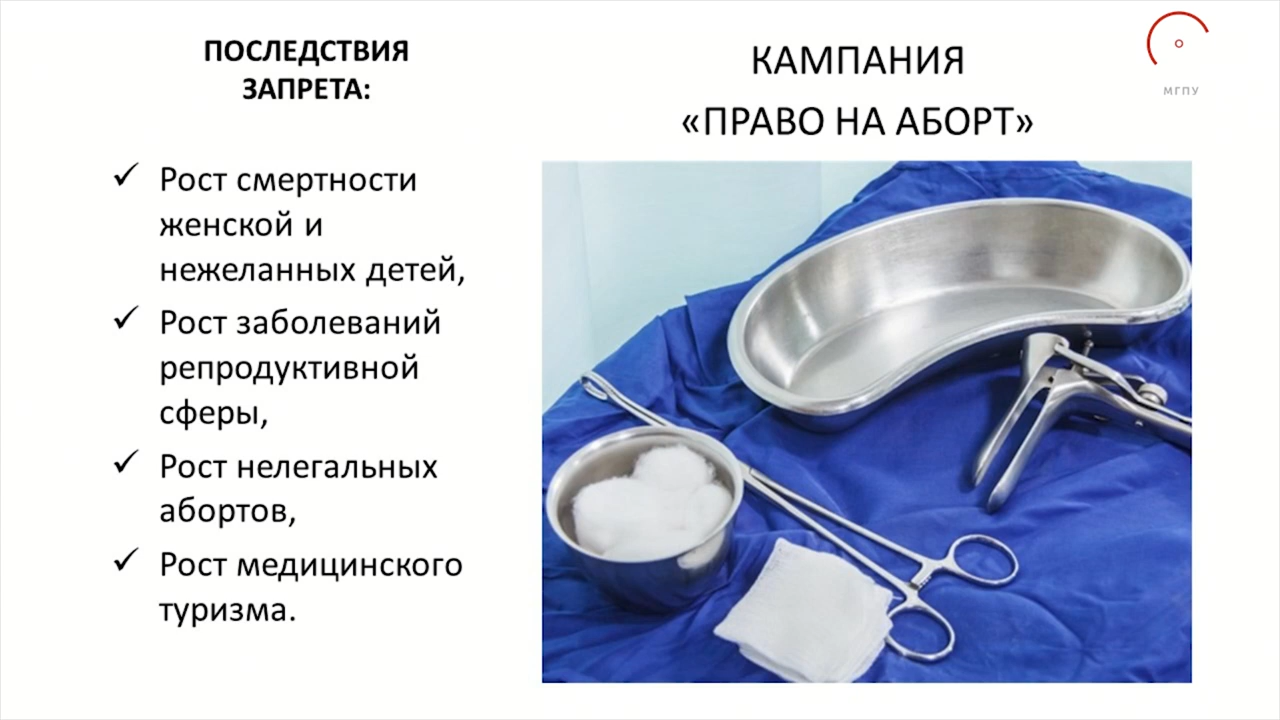 ПОСЛЕДСТВИЯ
ЗАПРЕТА:
Рост смертности
женской и
нежеланных детей,
Рост заболеваний
репродуктивной
сферы,
Рост нелегальных
абортов,
Рост медицинского
туризма.
КАМПАНИЯ
«ПРАВО НА АБОРТ»
МГПУ